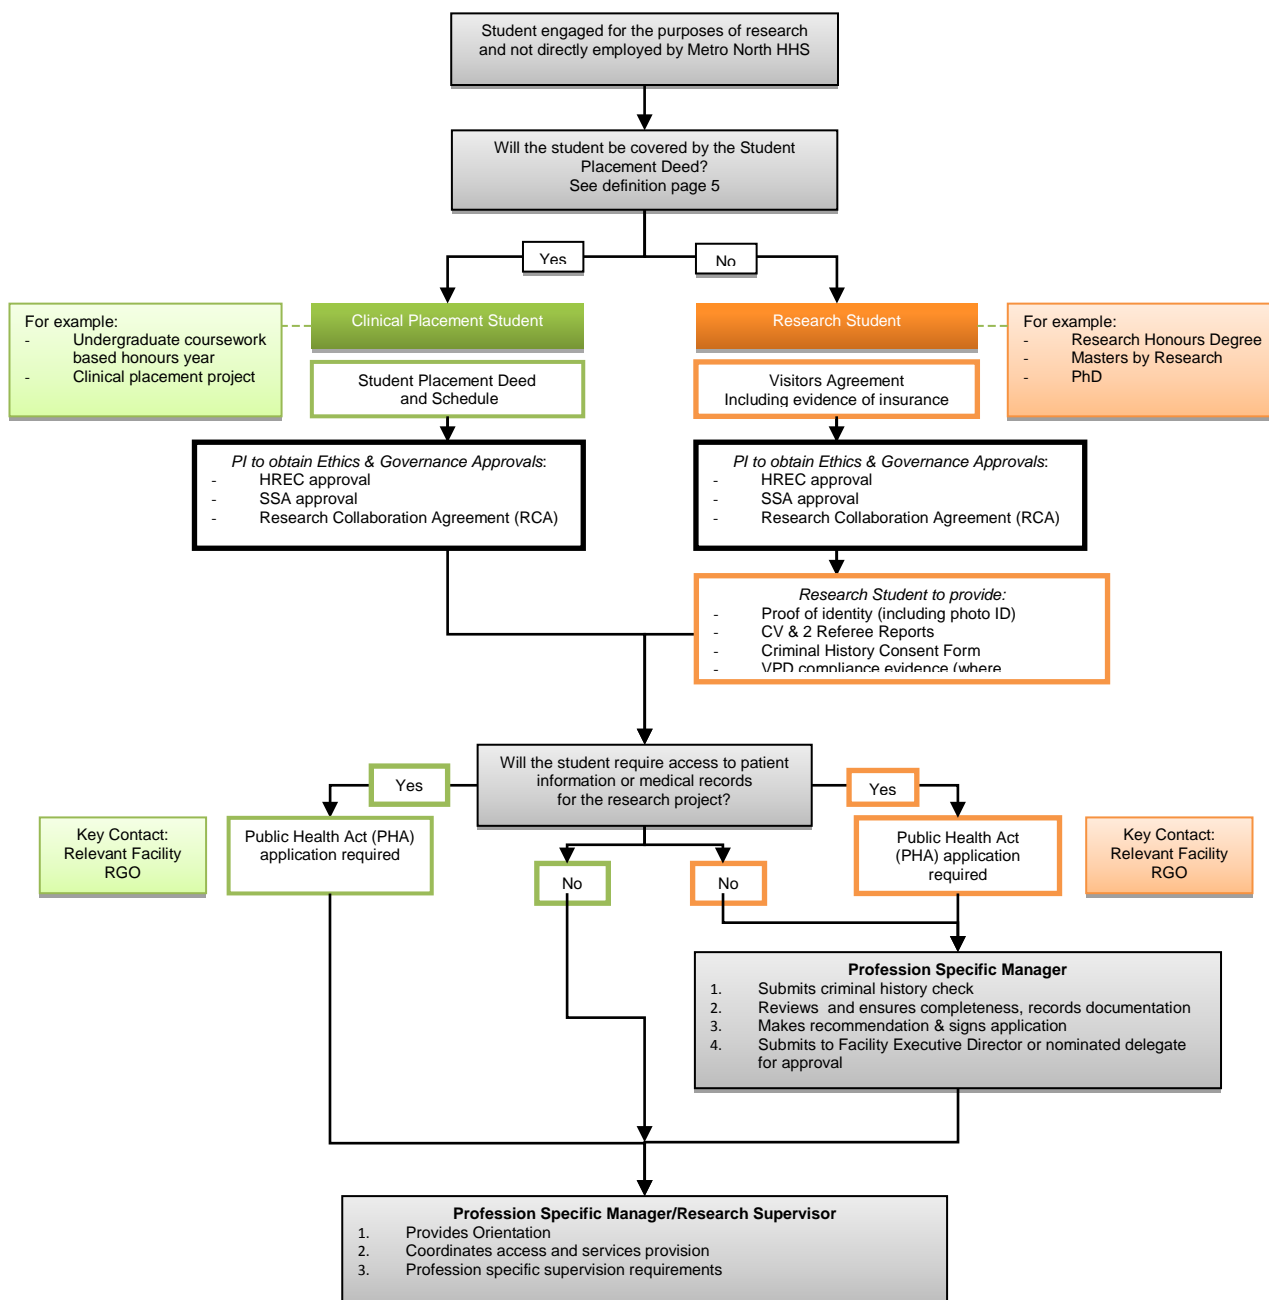 Student engaged for the purposes of research
and not directly employed by Metro North HHS
Will the student be covered by the Student
Placement Deed?
See definition page 5
Yes
No
For example:
- Undergraduate coursework
based honours year
- Clinical placement project
Clinical Placement Student
Research Student
For example:
- Research Honours Degree
- Masters by Research
- PhD
Student Placement Deed
and Schedule
Visitors Agreement
Including evidence of insurance
PI to obtain Ethics & Governance Approvals:
- HREC approval
- SSA approval
- Research Collaboration Agreement (RCA)
PI to obtain Ethics & Governance Approvals:
- HREC approval
- SSA approval
- Research Collaboration Agreement (RCA)
Research Student to provide:
- Proof of identity (including photo ID)
- CV & 2 Referee Reports
- Criminal History Consent Form
- VPD compliance evidence (where
Will the student require access to patient
information or medical records
for the research project?
Yes
Yes
Key Contact:
Relevant Facility
RGO
Public Health Act (PHA)
application required
No
No
Public Health Act
(PHA) application
required
Key Contact:
Relevant Facility
RGO
Profession Specific Manager
1. Submits criminal history check
2. Reviews and ensures completeness, records documentation
3. Makes recommendation & signs application
4. Submits to Facility Executive Director or nominated delegate
for approval
Profession Specific Manager/Research Supervisor
1. Provides Orientation
2. Coordinates access and services provision
3. Profession specific supervision requirements